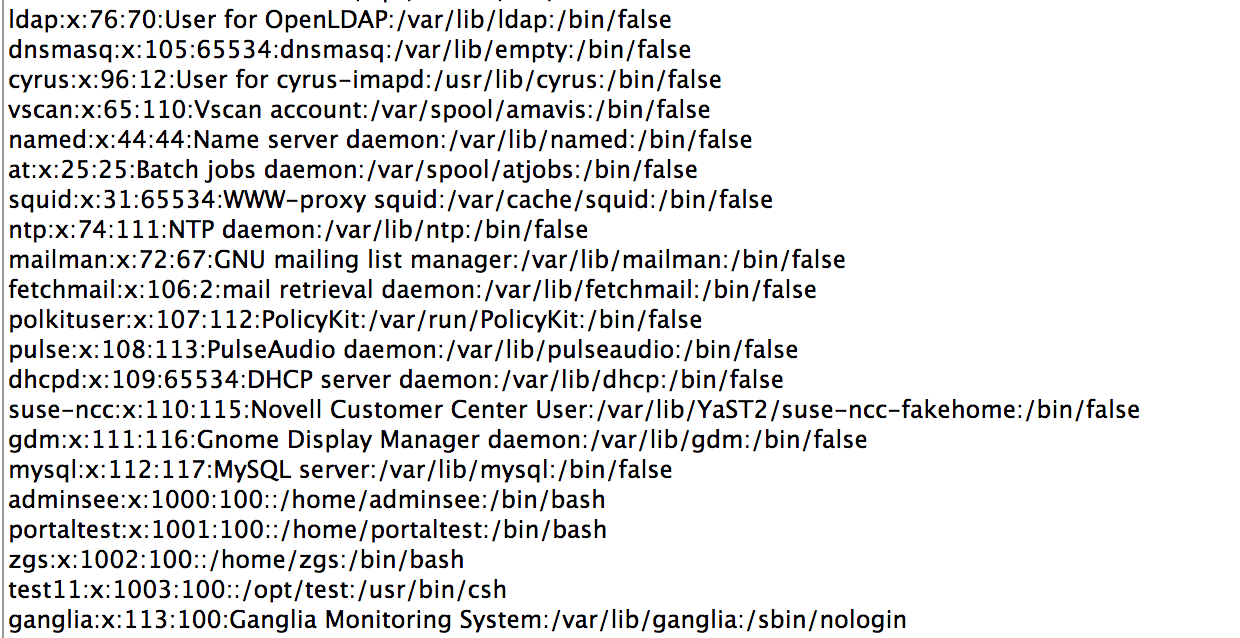 ldap:x:76:70:User for OpenLDAP:/var/lib/ldap:/bin/false
dnsmasq:x:105:65534:dnsmasq:/var/lib/empty:/bin/false
cyrus:x:96:12:User for cyrus-imapd:/usr/lib/cyrus:/bin/false
vscan:x:65:110:Vscan account:/var/spool/amavis:/bin/false
named:x:44:44:Name server daemon:/var/lib/named:/bin/false
at:x:25:25:Batch jobs daemon:/var/spool/atjobs:/bin/false
squid:x:31:65534:WWW-proxy squid:/var/cache/squid:/bin/false
ntp:x:74:111:NTP daemon:/var/lib/ntp:/bin/false
mailman:x:72:67:GNU mailing list manager:/var/lib/mailman:/bin/false
fetchmail:x:106:2:mail retrieval daemon:/var/lib/fetchmail:/bin/false
polkituser:x:107:112:PolicyKit:/var/run/PolicyKit:/bin/false
pulse:x:108:113:PulseAudio daemon:/var/lib/pulseaudio:/bin/false
dhcpd:x:109:65534:DHCP server daemon:/var/lib/dhcp:/bin/false
suse-ncc:x:110:115:Novell Customer Center User:/var/lib/YaST2/suse-ncc-fakehome:/bin/false
gdm:x:111:116:Gnome Display Manager daemon:/var/lib/gdm:/bin/false
mysql:x:112:117:MySQL server:/var/lib/mysql:/bin/false
adminsee:x:1000:100::/home/adminsee:/bin/bash
portaltest:x:1001:100::/home/portaltest:/bin/bash
zgs:x:1002:100::/home/zgs:/bin/bash
test11:x:1003:100::/opt/test:/usr/bin/csh
ganglia:x:113:100:Ganglia Monitoring System:/var/lib/ganglia:/sbin/nologin